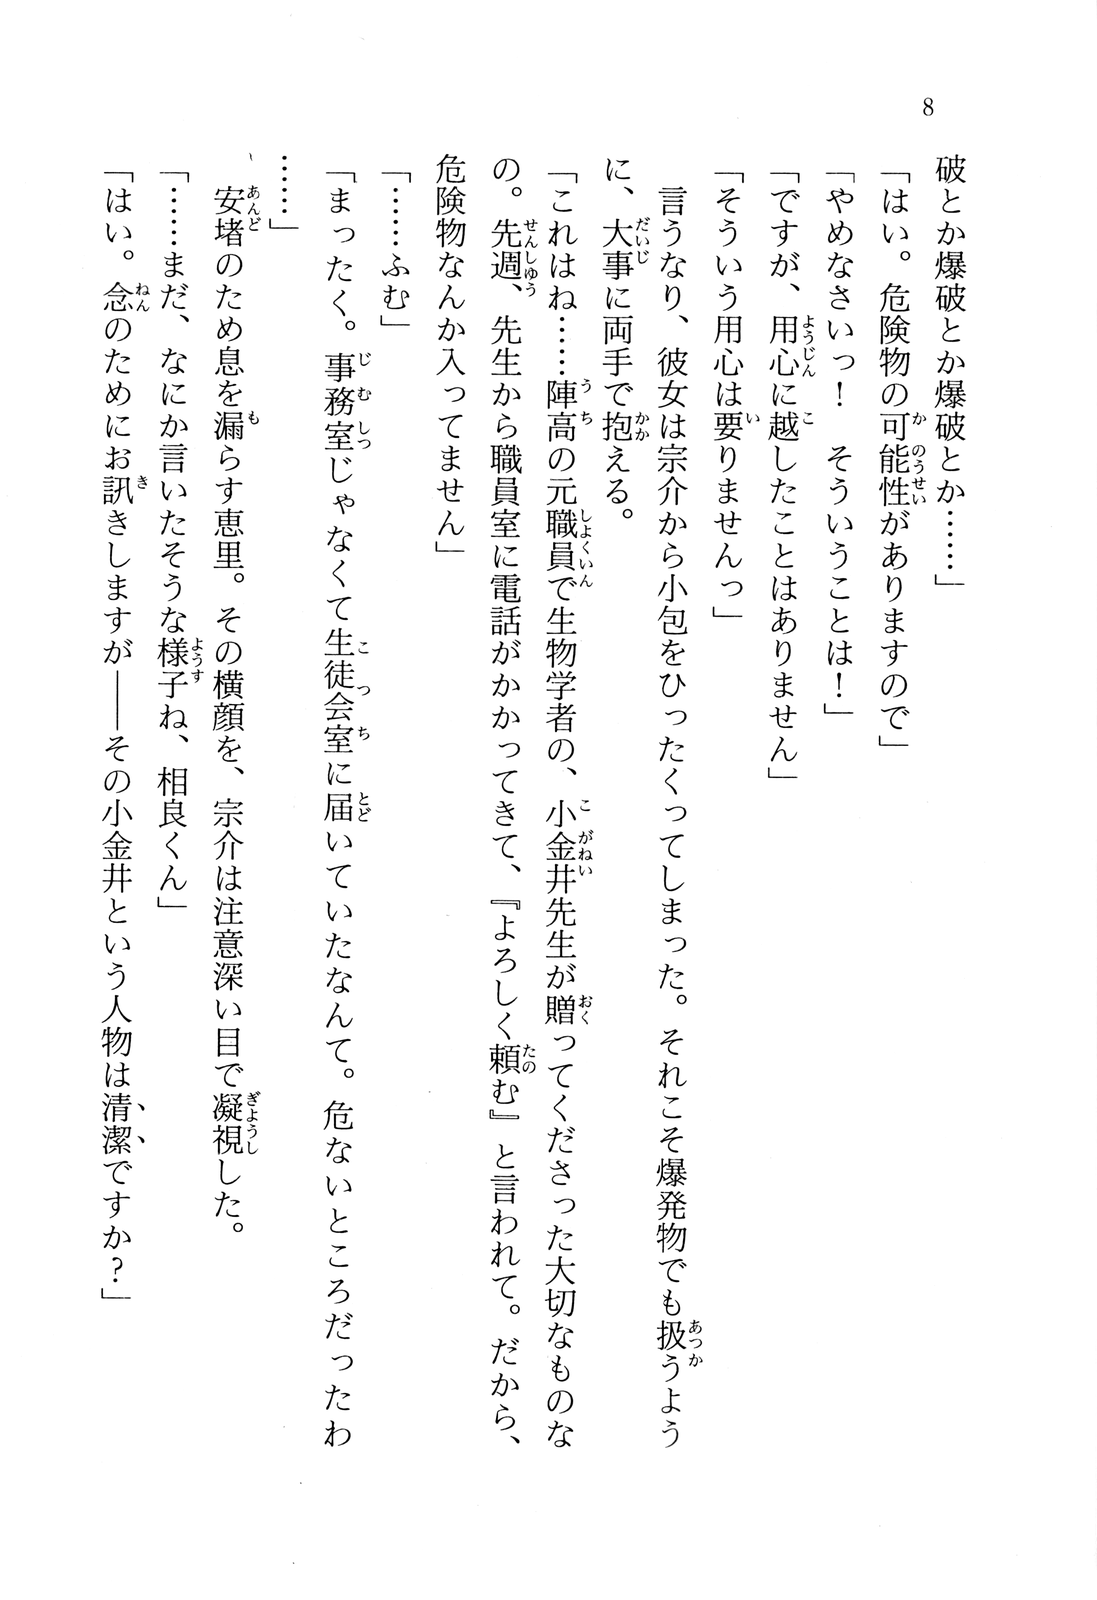 8
破とか爆破とか爆破とか……」
「はい。危険物の可能性がありますので」
「やめなさいっ！　そういうことは！」
「ですが、用心に越したことはありません」
「そういう用心は要りませんっ」
　言うなり、彼女は宗介から小包をひったくってしまった。それこそ爆発物でも扱うよう
に、大事に両手で抱える。
「これはね……陣高の元職員で生物学者の、小金井先生が贈ってくださった大切なものな
の。先週、先生から職員室に電話がかかってきて、『よろしく頼む』と言われて。だから、
危険物なんか入ってません」
「……ふむ」
「まったく。事務室じゃなくて生徒会室に届いていたなんて。危ないところだったわ
……」
　安堵のため息を漏らす恵里。その横顔を、宗介は注意深い目で凝視した。
「……まだ、なにか言いたそうな様子ね、相良くん」
「はい。念のためにお訊きしますが――その小金井という人物は清潔ですか？」